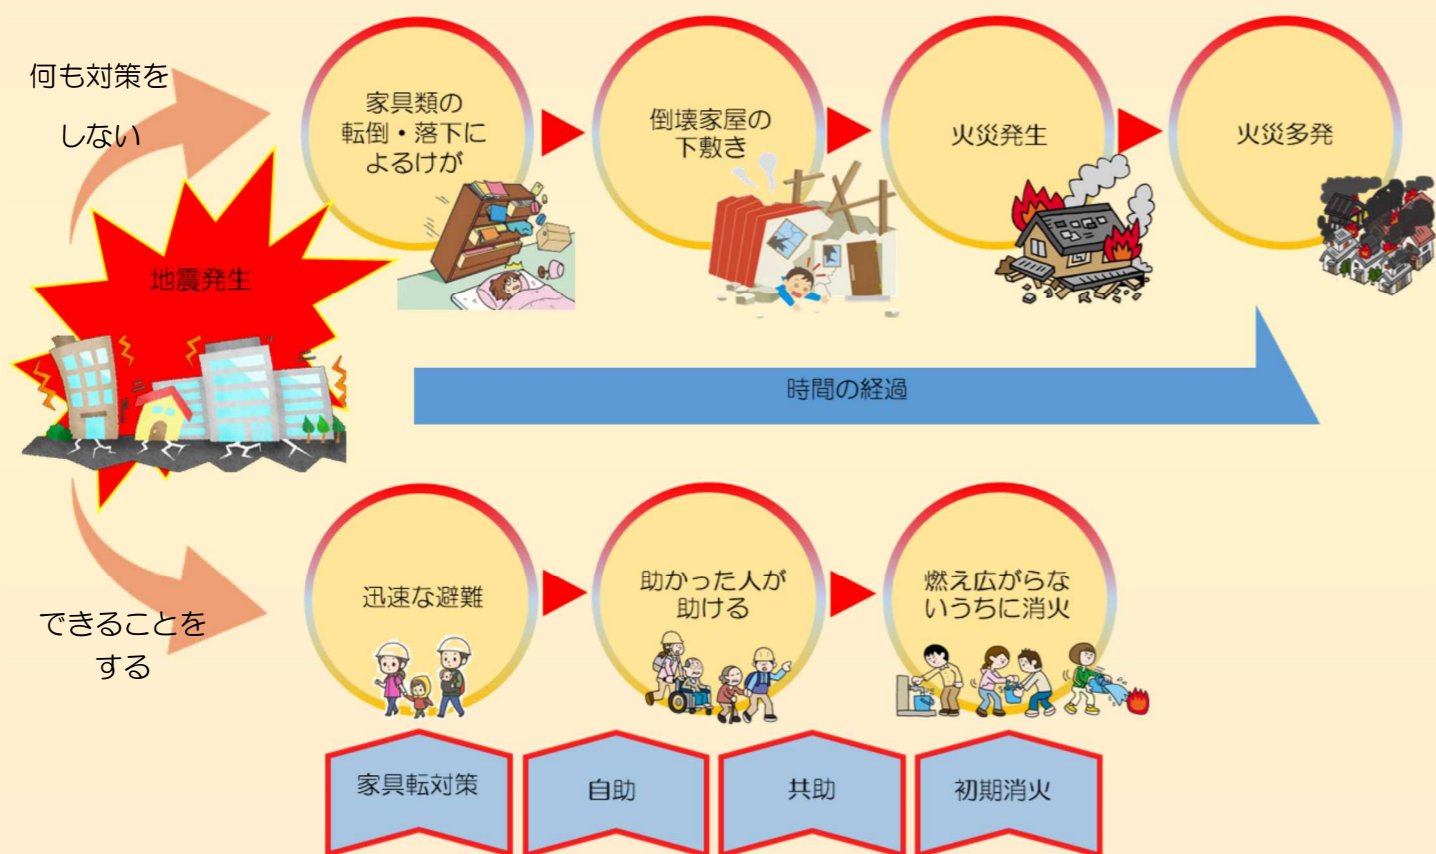 何も対策を
しない
家具類の
転倒・落下に
よるけが
倒壊家屋の
下敷き
火災発生
火災多発
地震発生
時間の経過
できることを
する
迅速な避難
助かった人が
助ける
燃え広がらな
いうちに消火
家具転対策
自助
共助
初期消火